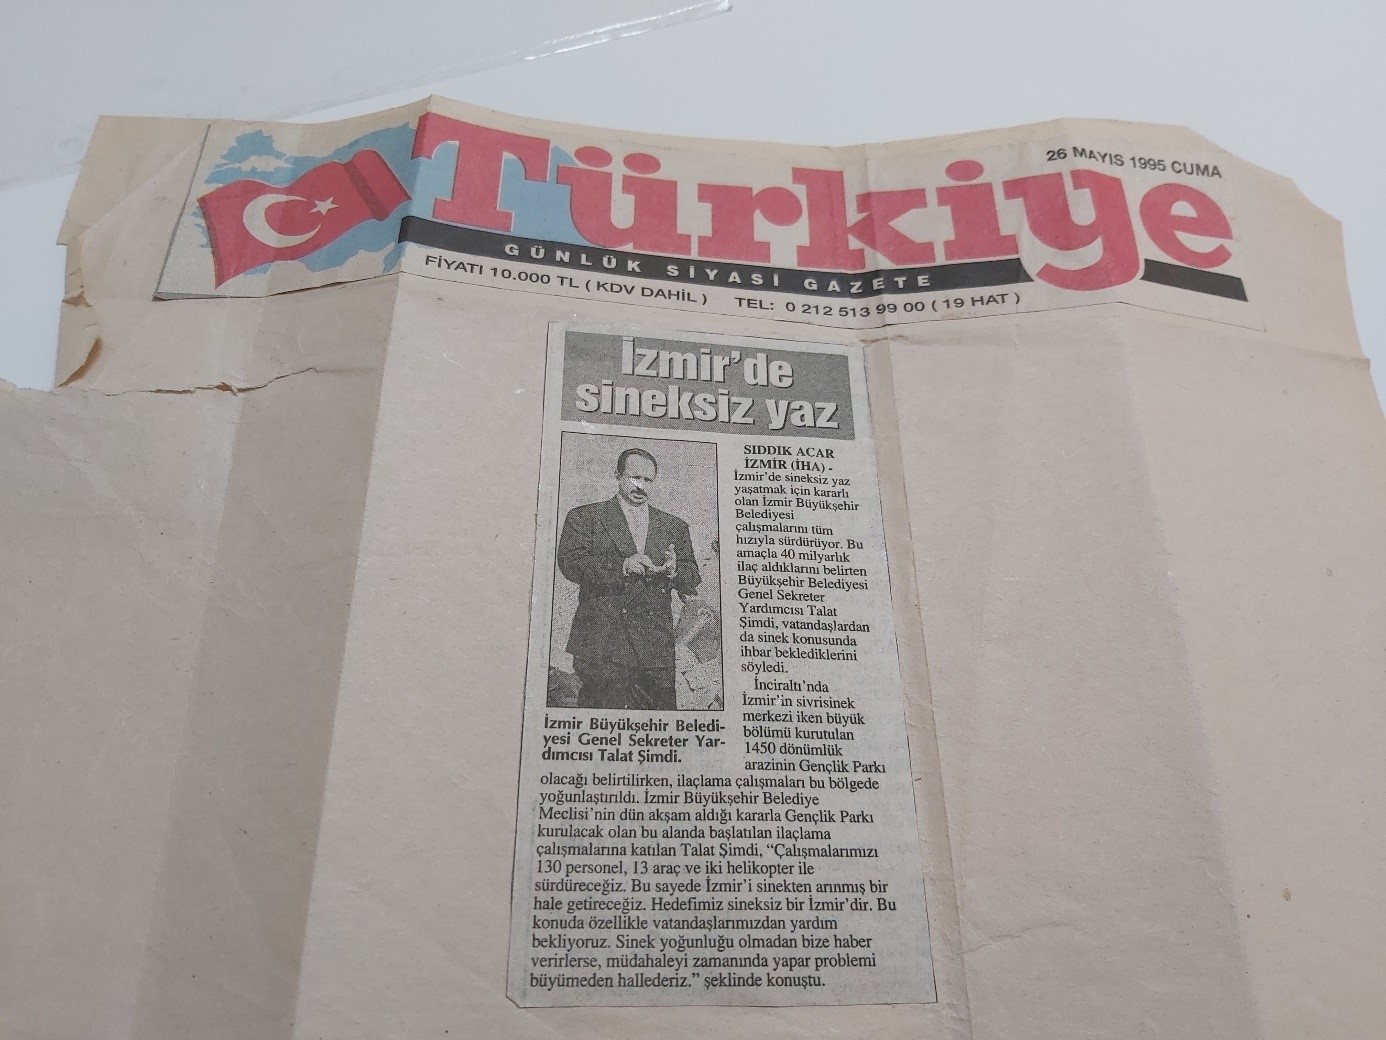 26 MAYIS 1995 CUMA
Türkiye
GÜNLÜK SİYASİ GAZETE
FİYATI 10.000 TL ( KDV DAHİL ) TEL: 0 212 513 99 00 ( 19 HAT )
İzmir’de
sineksiz yaz
SIDDIK ACAR
İZMİR (İHA) -
İzmir’de sineksiz yaz
yaşatmak için kararlı
olan İzmir Büyükşehir
Belediyesi
çalışmalarını tüm
hızıyla sürdürüyor. Bu
amaçla 40 milyarlık
ilaç aldıklarını belirten
Büyükşehir Belediyesi
Genel Sekreter
Yardımcısı Talat
Şimdi, vatandaşlardan
da sinek konusunda
ihbar beklediklerini
söyledi.
İnciraltı’nda
İzmir’in sivrisinek
merkezi iken büyük
bölümü kurutulan
1450 dönümlük
arazinin Gençlik Parkı
İzmir Büyükşehir Beledi-
yesi Genel Sekreter Yar-
dımcısı Talat Şimdi.
olacağı belirtilirken, ilaçlama çalışmaları bu bölgede
yoğunlaştırıldı. İzmir Büyükşehir Belediye
Meclisi’nin dün akşam aldığı kararla Gençlik Parkı
kurulacak olan bu alanda başlatılan ilaçlama
çalışmalarına katılan Talat Şimdi, “Çalışmalarımızı
130 personel, 13 araç ve iki helikopter ile
sürdüreceğiz. Bu sayede İzmir’i sinekten arınmış bir
hale getireceğiz. Hedefimiz sineksiz bir İzmir’dir. Bu
konuda özellikle vatandaşlarımızdan yardım
bekliyoruz. Sinek yoğunluğu olmadan bize haber
verirlerse, müdahaleyi zamanında yapar problemi
büyümeden hallederiz.” şeklinde konuştu.